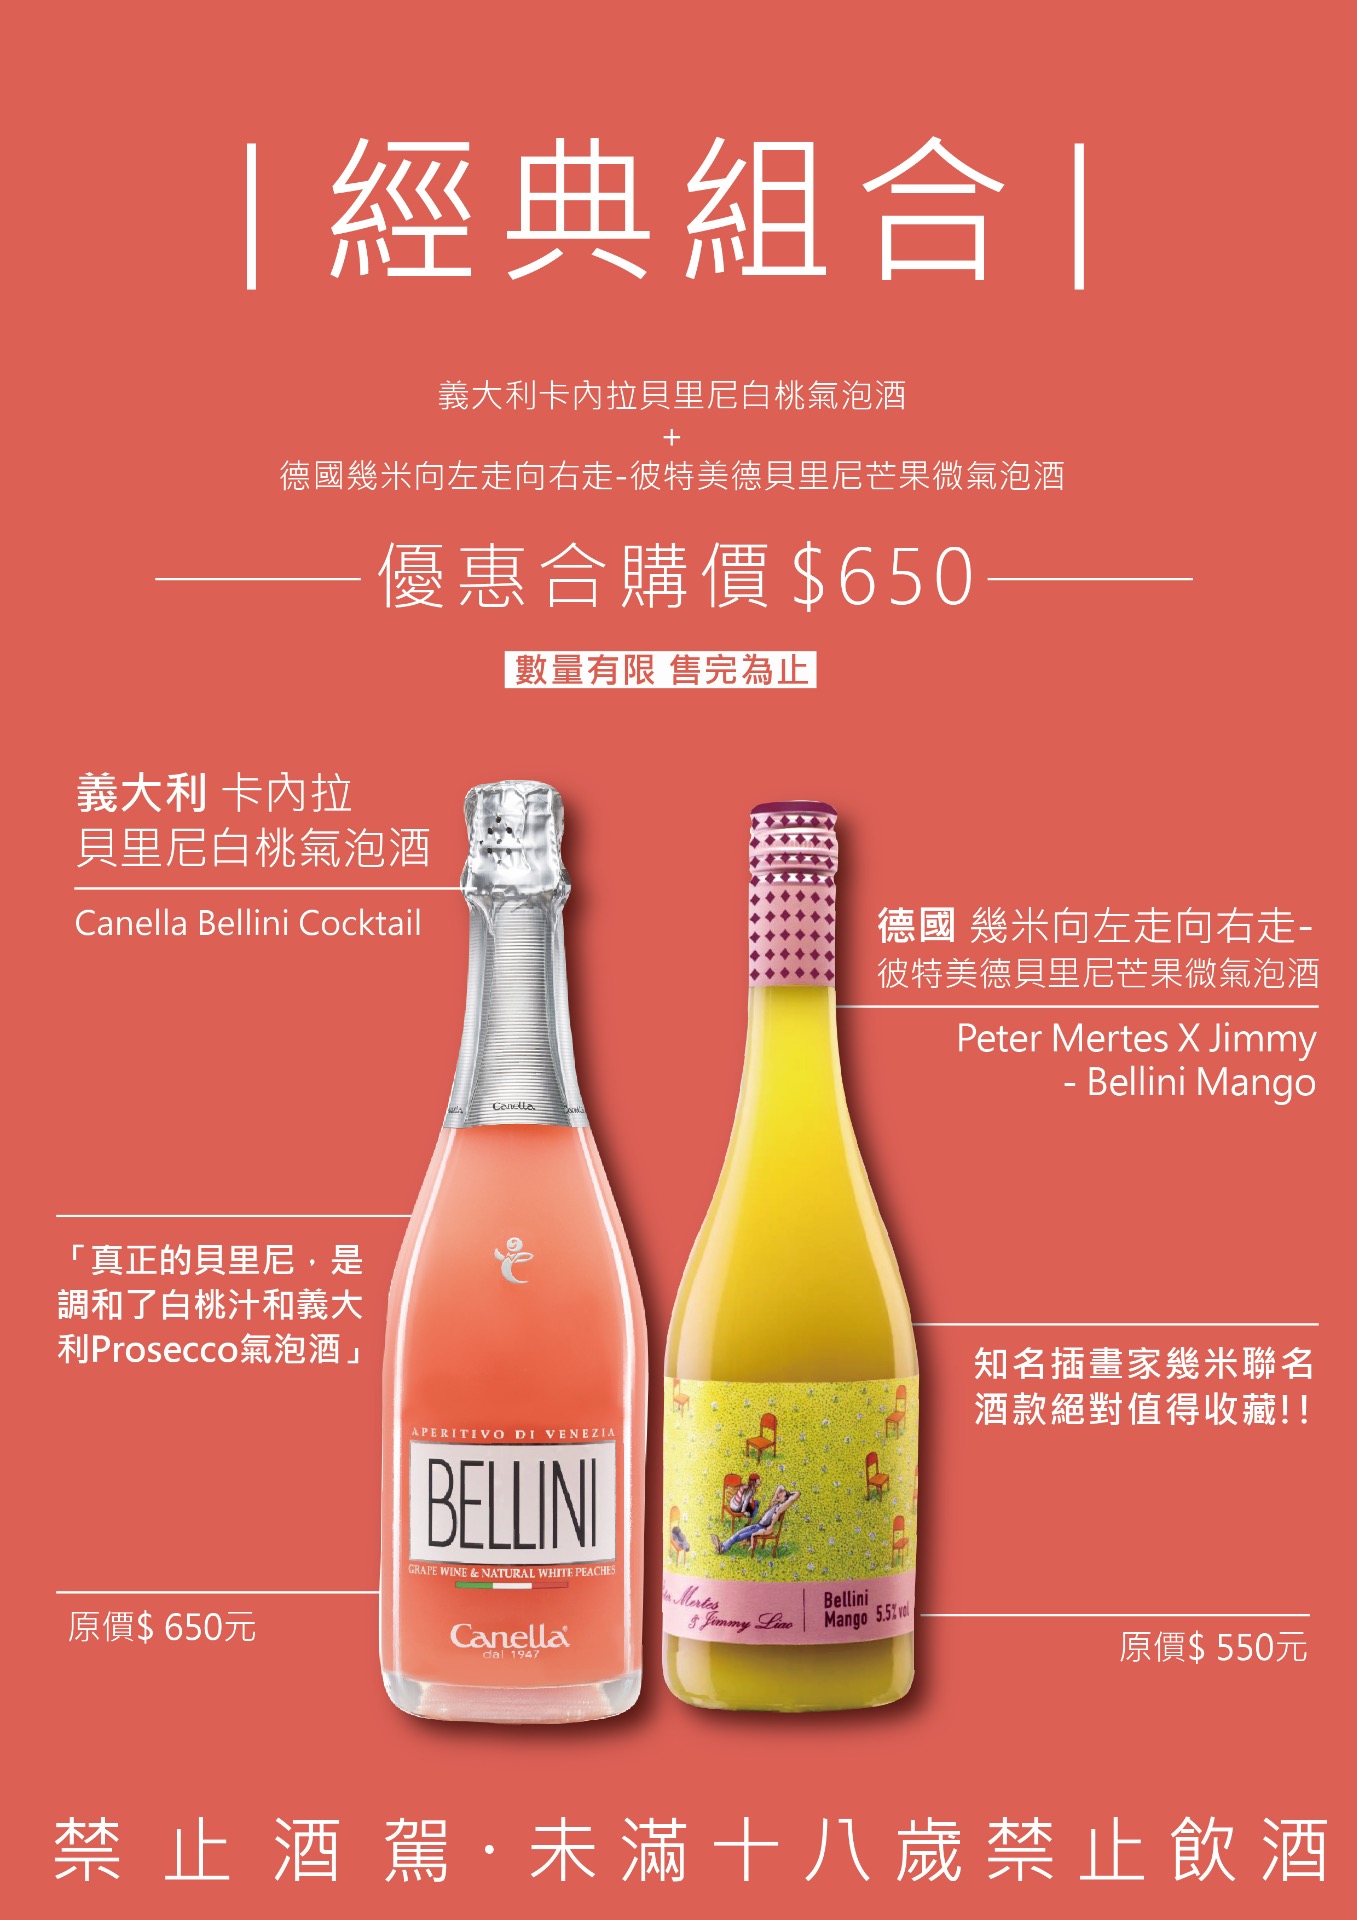 ｜經典組合｜
義大利卡內拉貝里尼白桃氣泡酒
+
德國幾米向左走向右走-彼特美德貝里尼芒果微氣泡酒
優惠合購價$650
數量有限 售完為止
義大利 卡內拉
貝里尼白桃氣泡酒
Canella Bellini Cocktail
德國 幾米向左走向右走-
彼特美德貝里尼芒果微氣泡酒
Peter Mertes X Jimmy
- Bellini Mango
「真正的貝里尼，是
調和了白桃汁和義大
利Prosecco氣泡酒」
知名插畫家幾米聯名
酒款絕對值得收藏!!
原價$ 650元
原價$ 550元
Canella
APERITIVO DI VENEZIA
BELLINI
GRAPE WINE & NATURAL WHITE PEACHES
Canella
dal 1947
Mertes
& Jimmy Liao
Bellini
Mango 5.5% vol
禁止酒駕·未滿十八歲禁止飲酒